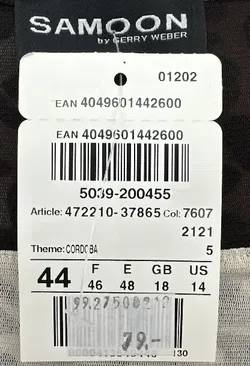 SAMOON
by GERRY WEBER
01202
EAN 4049601442600
EAN 4049601442600
5039-200455
Article: 472210-37865 Col: 7607
2121
Theme: CORDOBA 5
44 F E GB US
46 48 18 14
79.-
130